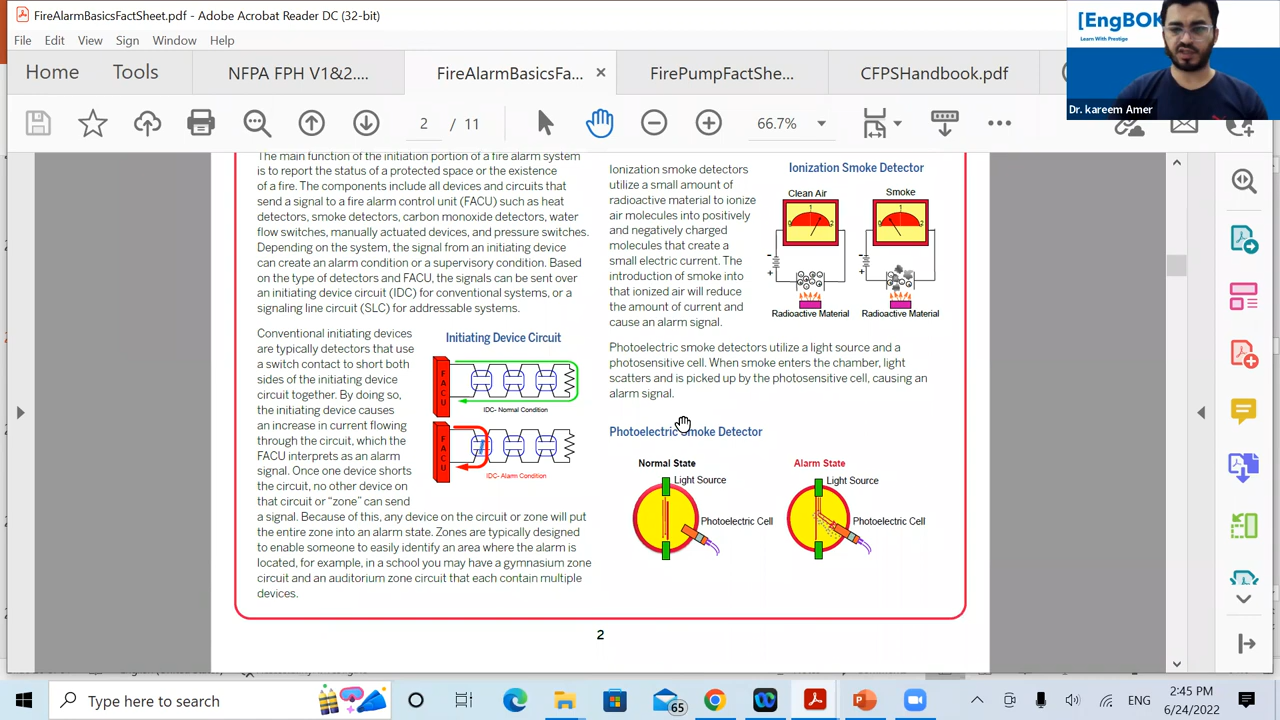 FireAlarmBasicsFactSheet.pdf - Adobe Acrobat Reader DC (32-bit)
File Edit View Sign Window Help
Home Tools NFPA FPH V1&2.... FireAlarmBasicsFa... × FirePumpFactShe... CFPSHandbook.pdf
[EngBOK
Learn With Prestige
Dr. kareem Amer
2 / 11 66.7%
The main function of the initiation portion of a fire alarm system
is to report the status of a protected space or the existence
of a fire. The components include all devices and circuits that
send a signal to a fire alarm control unit (FACU) such as heat
detectors, smoke detectors, carbon monoxide detectors, water
flow switches, manually actuated devices, and pressure switches.
Depending on the system, the signal from an initiating device
can create an alarm condition or a supervisory condition. Based
on the type of detectors and FACU, the signals can be sent over
an initiating device circuit (IDC) for conventional systems, or a
signaling line circuit (SLC) for addressable systems.
Conventional initiating devices
are typically detectors that use
a switch contact to short both
sides of the initiating device
circuit together. By doing so,
the initiating device causes
an increase in current flowing
through the circuit, which the
FACU interprets as an alarm
signal. Once one device shorts
the circuit, no other device on
that circuit or “zone” can send
a signal. Because of this, any device on the circuit or zone will put
the entire zone into an alarm state. Zones are typically designed
to enable someone to easily identify an area where the alarm is
located, for example, in a school you may have a gymnasium zone
circuit and an auditorium zone circuit that each contain multiple
devices.
Initiating Device Circuit
FACU
IDC- Normal Condition
FACU
IDC- Alarm Condition
Ionization smoke detectors
utilize a small amount of
radioactive material to ionize
air molecules into positively
and negatively charged
molecules that create a
small electric current. The
introduction of smoke into
that ionized air will reduce
the amount of current and
cause an alarm signal.
Ionization Smoke Detector
Clean Air Smoke
0 1 2 0 1 2
- + - +
Radioactive Material Radioactive Material
Photoelectric smoke detectors utilize a light source and a
photosensitive cell. When smoke enters the chamber, light
scatters and is picked up by the photosensitive cell, causing an
alarm signal.
Photoelectric Smoke Detector
Normal State Alarm State
Light Source Light Source
Photoelectric Cell Photoelectric Cell
2
Type here to search
65
ENG
2:45 PM
6/24/2022